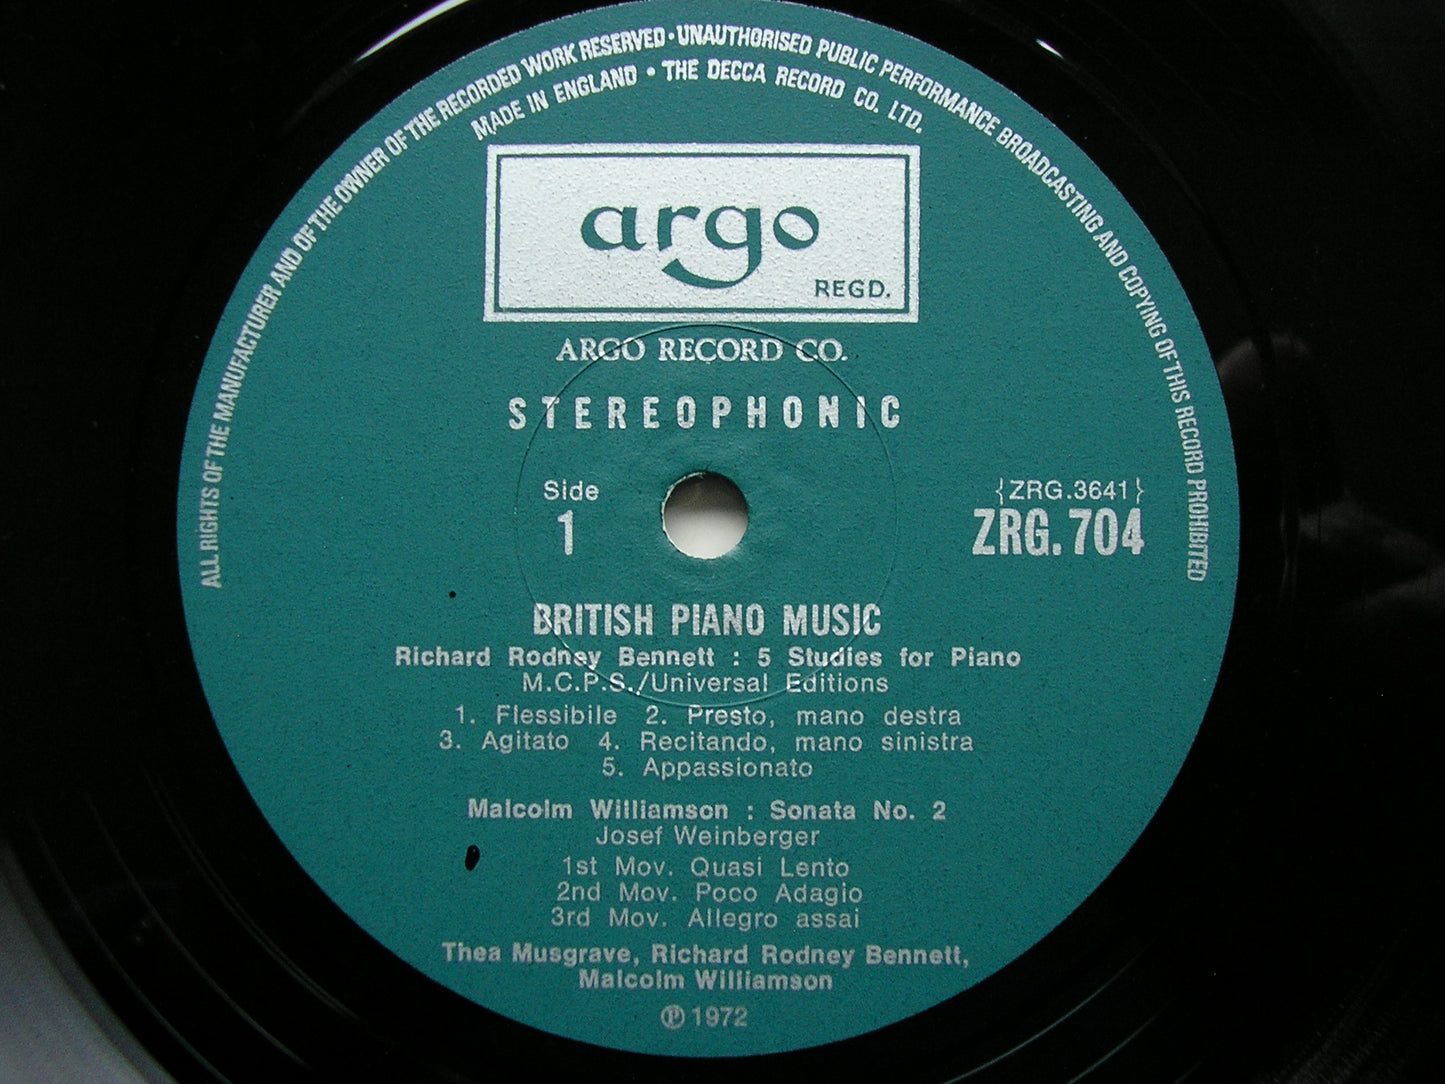 ALL RIGHTS OF THE MANUFACTURER AND OF THE OWNER OF THE RECORDED WORK RESERVED · UNAUTHORISED PUBLIC PERFORMANCE BROADCASTING AND COPYING OF THIS RECORD PROHIBITED
MADE IN ENGLAND • THE DECCA RECORD CO. LTD.
argo
REGD.
ARGO RECORD CO.
STEREOPHONIC
Side
1
{ZRG.3641}
ZRG. 704
BRITISH PIANO MUSIC
Richard Rodney Bennett : 5 Studies for Piano
M.C.P.S./Universal Editions
1. Flessibile 2. Presto, mano destra
3. Agitato 4. Recitando, mano sinistra
5. Appassionato
Malcolm Williamson : Sonata No. 2
Josef Weinberger
1st Mov. Quasi Lento
2nd Mov. Poco Adagio
3rd Mov. Allegro assai
Thea Musgrave, Richard Rodney Bennett,
Malcolm Williamson
℗ 1972